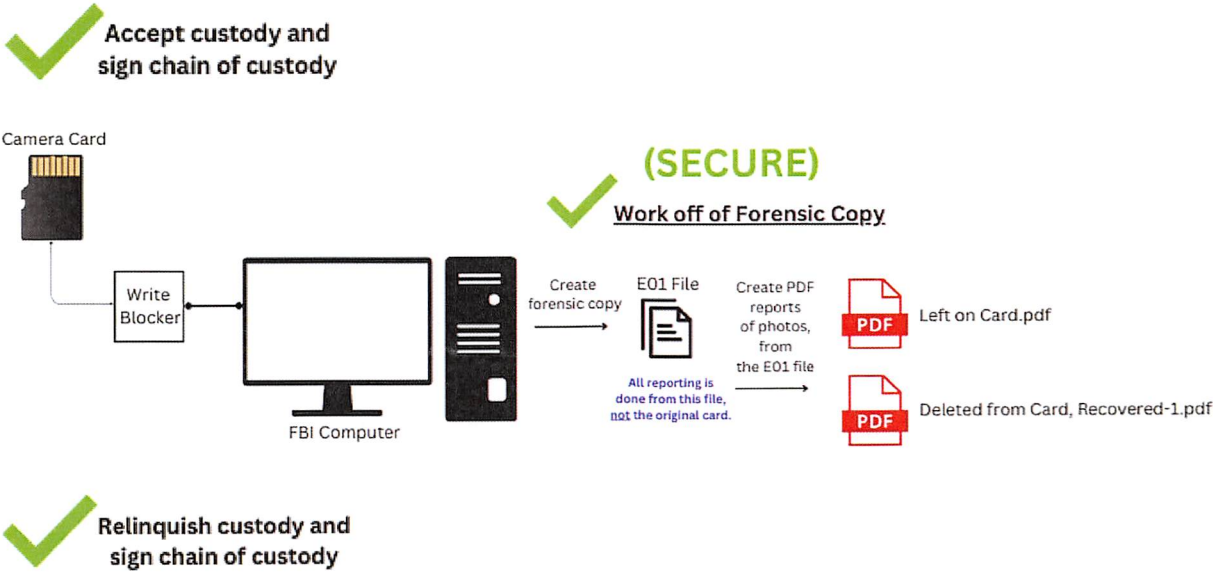 Accept custody and
sign chain of custody
Camera Card
(SECURE)
Work off of Forensic Copy
Write
Blocker
FBI Computer
Create
forensic copy
E01 File
All reporting is
done from this file,
not the original card.
Create PDF
reports
of photos,
from
the E01 file
PDF
Left on Card.pdf
PDF
Deleted from Card, Recovered-1.pdf
Relinquish custody and
sign chain of custody